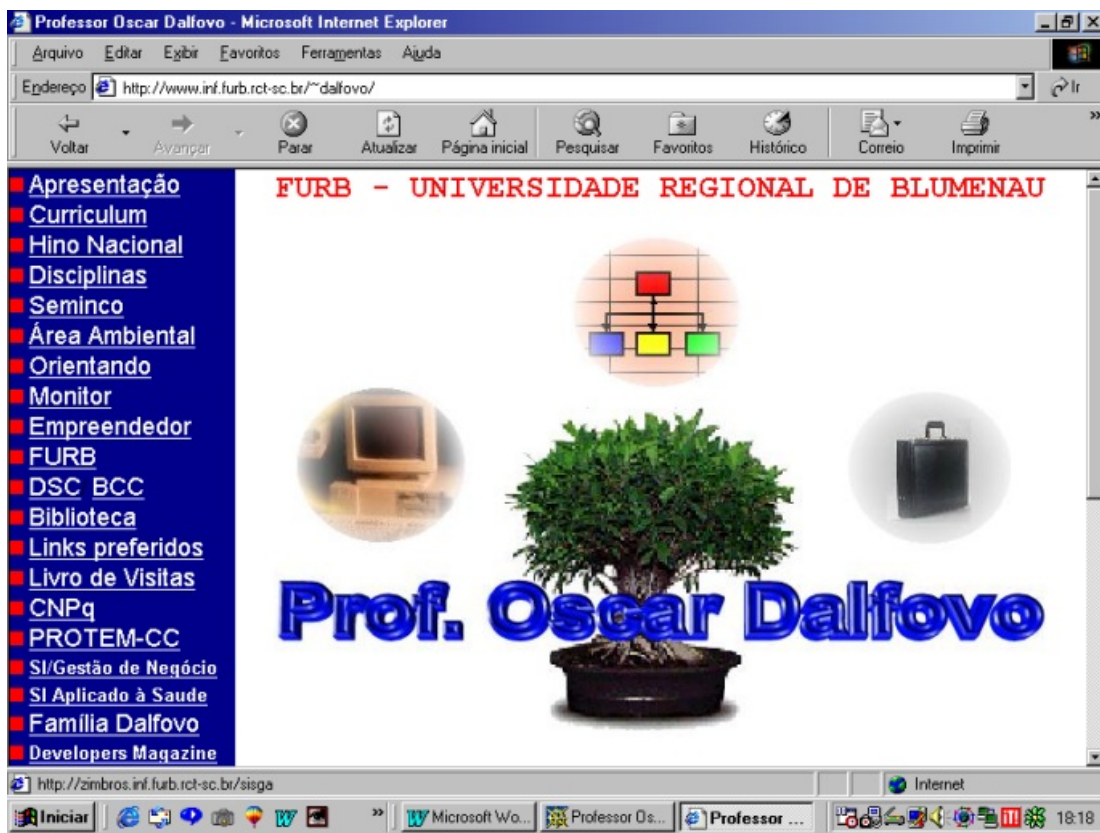 Professor Oscar Dalfovo - Microsoft Internet Explorer
Arquivo Editar Exibir Favoritos Ferramentas Ajuda
Endereço http://www.inf.furb.rct-sc.br/~dalfovo/ Ir
Voltar Avançar Parar Atualizar Página inicial Pesquisar Favoritos Histórico Correio Imprimir »
FURB - UNIVERSIDADE REGIONAL DE BLUMENAU
Apresentação
Curriculum
Hino Nacional
Disciplinas
Seminco
Área Ambiental
Orientando
Monitor
Empreendedor
FURB
DSC BCC
Biblioteca
Links preferidos
Livro de Visitas
CNPq
PROTEM-CC
SI/Gestão de Negócio
SI Aplicado à Saude
Família Dalfovo
Developers Magazine
Prof. Oscar Dalfovo
http://zimbros.inf.furb.rct-sc.br/sisga Internet
Iniciar » Microsoft Wo... Professor Os... Professor ... 18:18